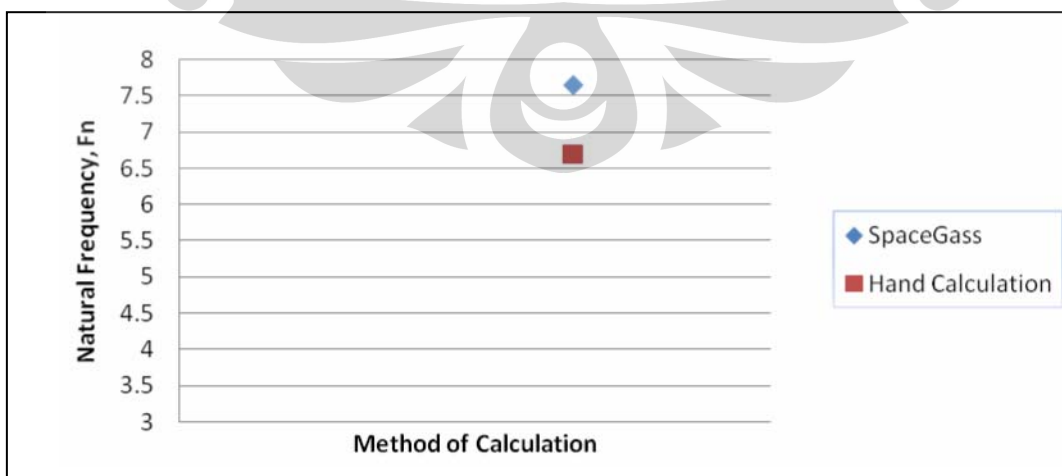 8
7.5
7
6.5
6
5.5
5
4.5
4
3.5
3
Natural Frequency, Fn
Method of Calculation
SpaceGass
Hand Calculation